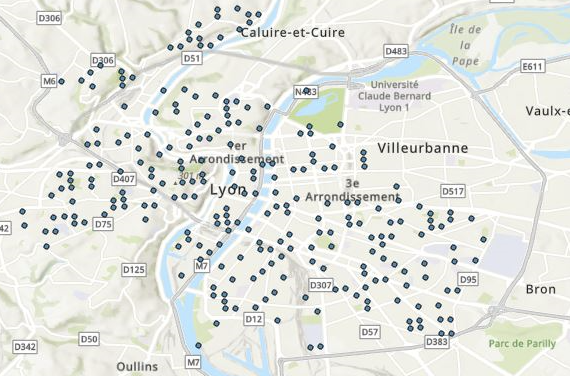 D306
Caluire-et-Cuire
Île de
la
Pape
D483
D306
D51
E611
M6
N483
Université
Claude Bernard
Lyon 1
Vaulx-e
1er
Arrondissement
Villeurbanne
D407
Lyon
3e
Arrondissement
D517
42
D75
M7
D125
D95
D307
Bron
D12
D57
D50
D383
Parc de Parilly
D342
Oullins
M7